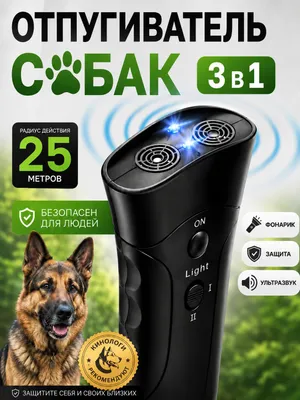 ОТПУГИВАТЕЛЬ
СОБАК
3 в 1
РАДИУС ДЕЙСТВИЯ
25
МЕТРОВ
БЕЗОПАСЕН
ДЛЯ ЛЮДЕЙ
ON
Light
I
II
ФОНАРИК
ЗАЩИТА
УЛЬТРАЗВУК
КИНОЛОГИ
РЕКОМЕНДУЮТ
ЗАЩИТИТЕ СЕБЯ И СВОИХ БЛИЗКИХ